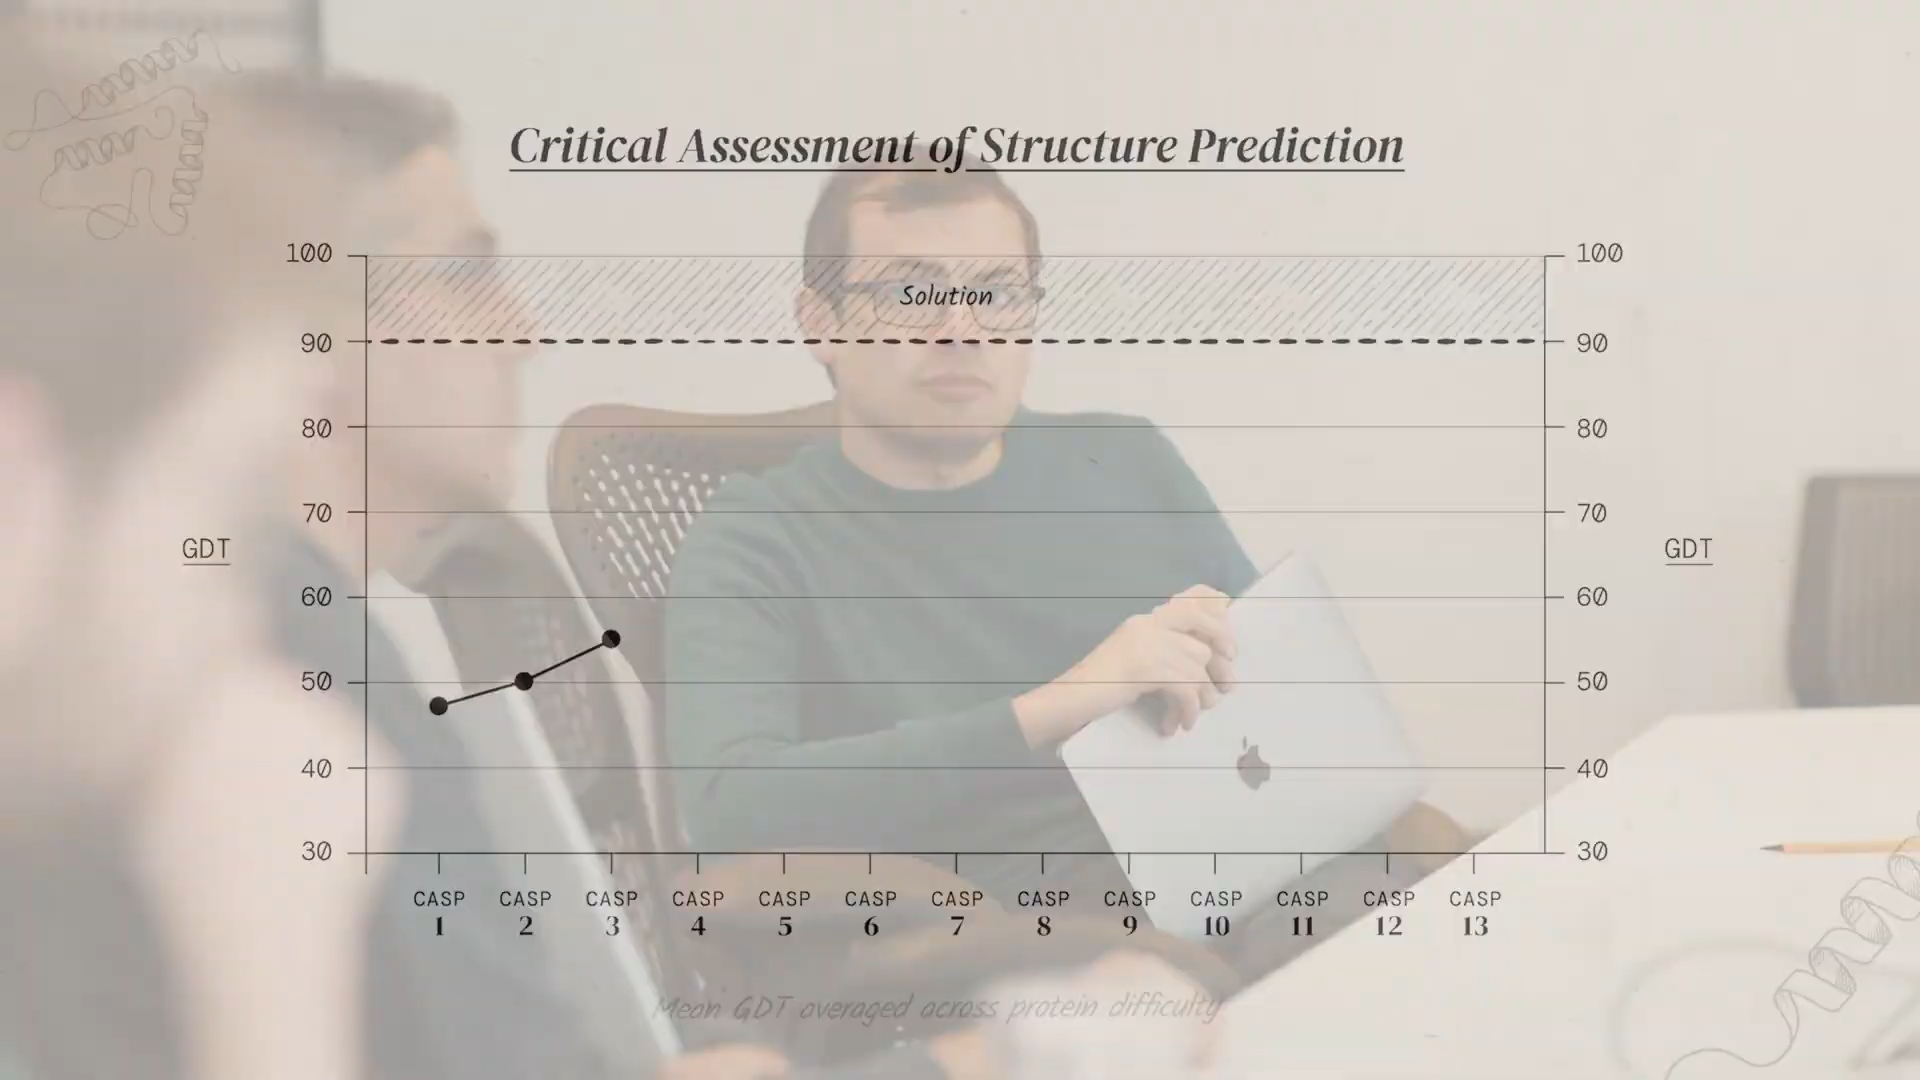 Critical Assessment of Structure Prediction
100 100
Solution
90 90
80 80
70 70
GDT GDT
60 60
50 50
40 40
30 30
CASP CASP CASP CASP CASP CASP CASP CASP CASP CASP CASP CASP CASP
1 2 3 4 5 6 7 8 9 10 11 12 13
Mean GDT averaged across protein difficulty